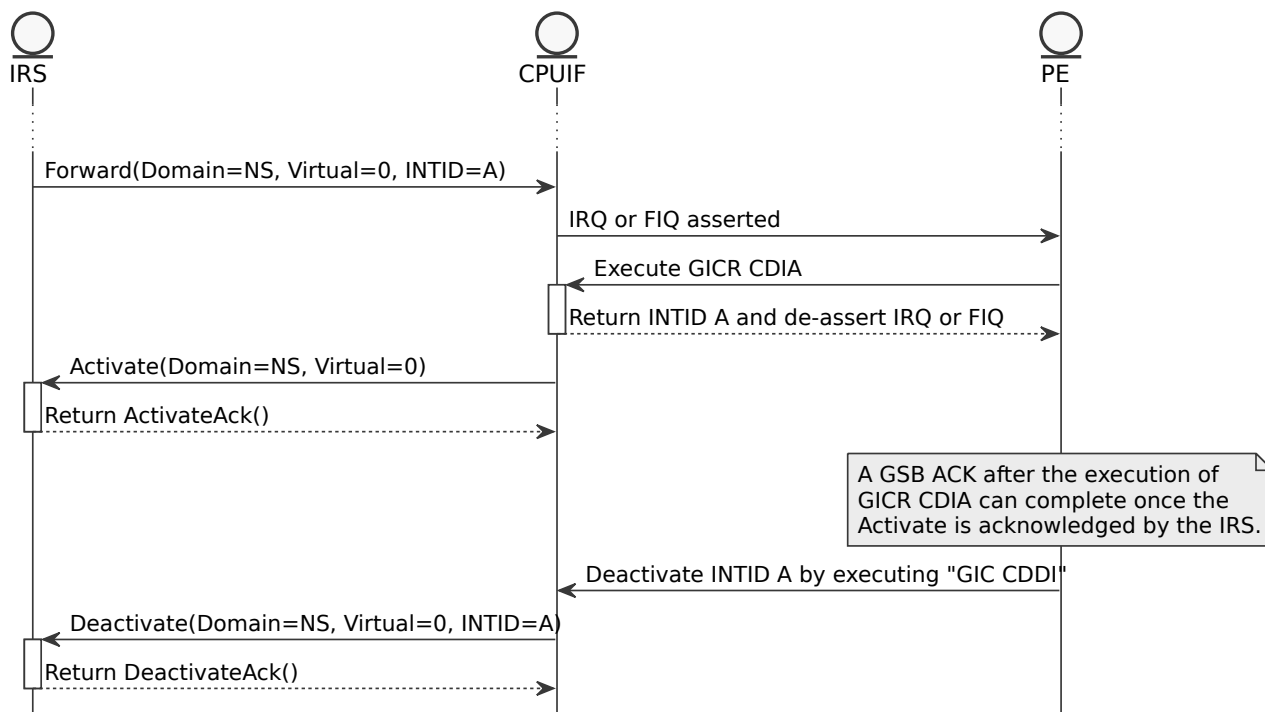 IRS
CPUIF
PE
Forward(Domain=NS, Virtual=0, INTID=A)
IRQ or FIQ asserted
Execute GICR CDIA
Return INTID A and de-assert IRQ or FIQ
Activate(Domain=NS, Virtual=0)
Return ActivateAck()
A GSB ACK after the execution of
GICR CDIA can complete once the
Activate is acknowledged by the IRS.
Deactivate INTID A by executing "GIC CDDI"
Deactivate(Domain=NS, Virtual=0, INTID=A)
Return DeactivateAck()